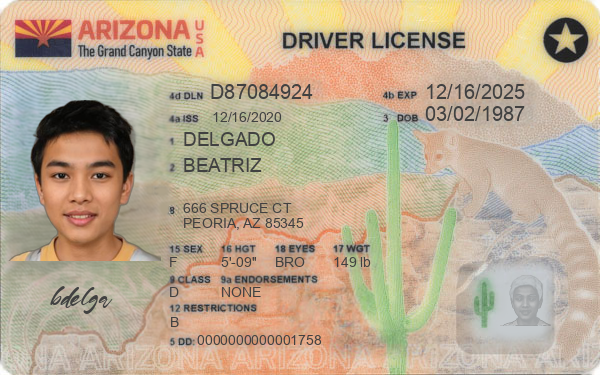 ARIZONA USA
The Grand Canyon State
DRIVER LICENSE
4d DLN D87084924
4b EXP 12/16/2025
4a ISS 12/16/2020
3 DOB 03/02/1987
1 DELGADO
2 BEATRIZ
8 666 SPRUCE CT
PEORIA, AZ 85345
15 SEX 16 HGT 18 EYES 17 WGT
F 5'-09" BRO 149 lb
9 CLASS 9a ENDORSEMENTS
D NONE
12 RESTRICTIONS
B
5 DD: 0000000000001758
bdelga
ARIZONA ARIZONA ARIZONA ARIZONA